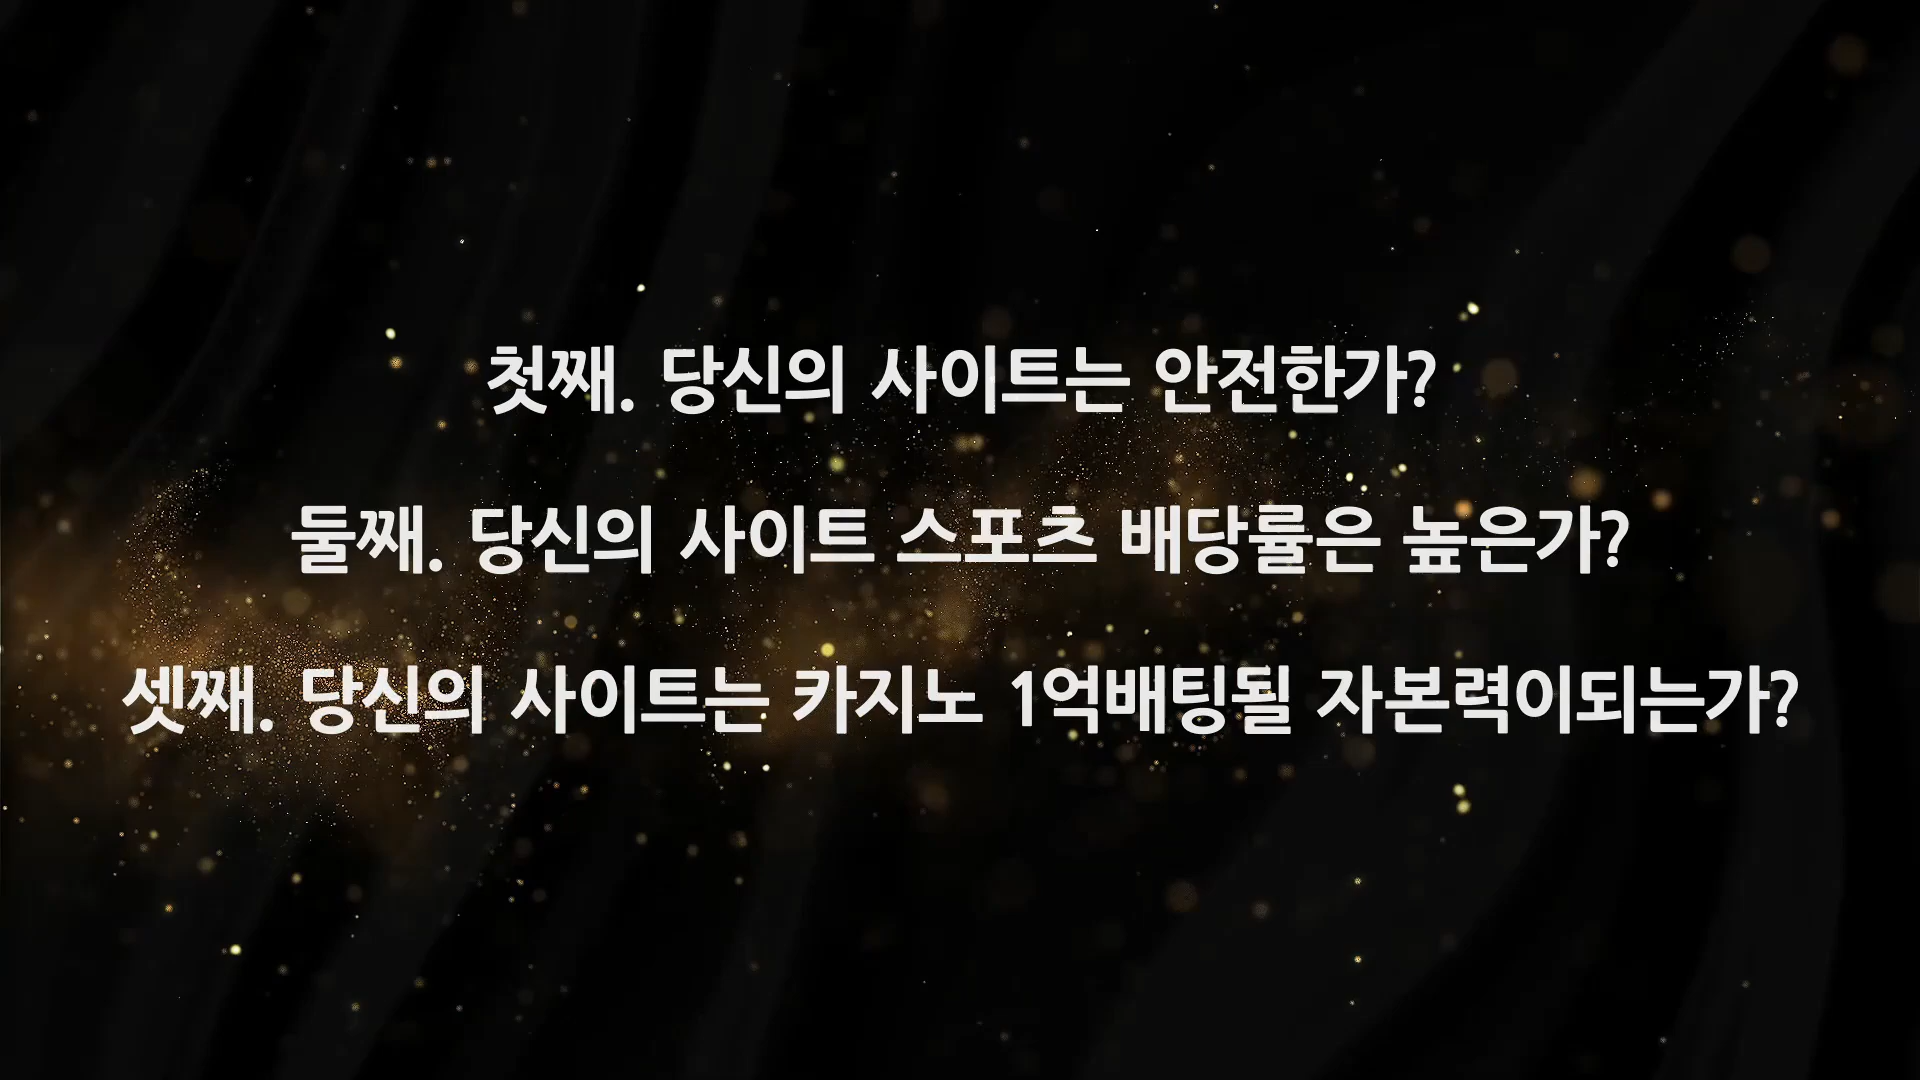 첫째. 당신의 사이트는 안전한가?
둘째. 당신의 사이트 스포츠 배당률은 높은가?
셋째. 당신의 사이트는 카지노 1억배팅될 자본력이되는가?